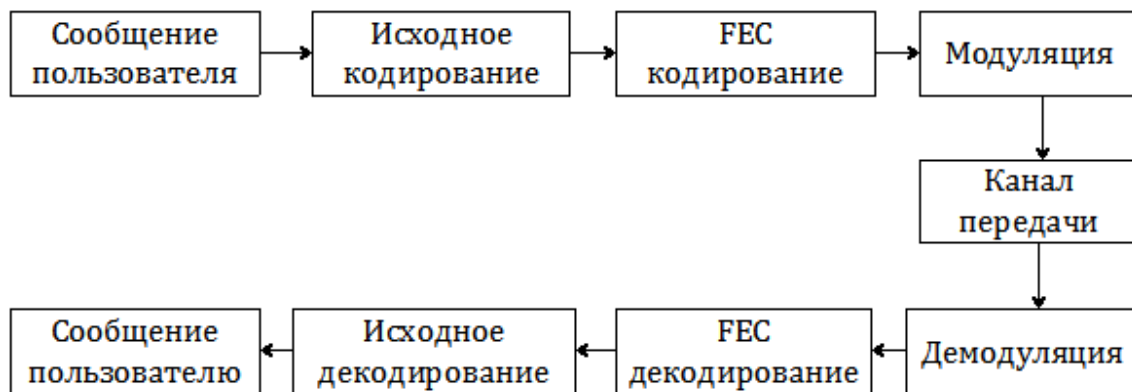 Сообщение
пользователя
Исходное
кодирование
FEC
кодирование
Модуляция
Канал
передачи
Сообщение
пользователю
Исходное
декодирование
FEC
декодирование
Демодуляция